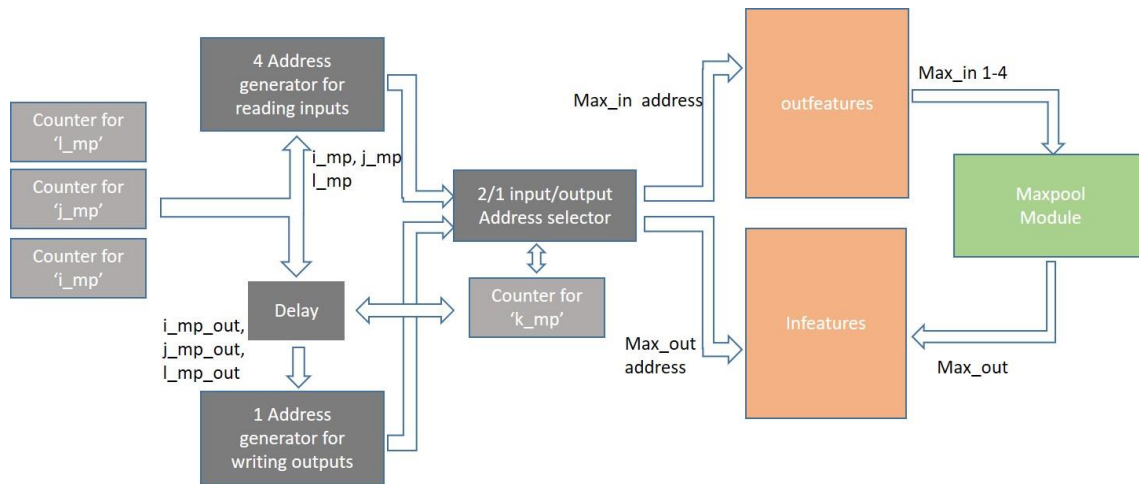 4 Address
generator for
reading inputs
Counter for
‘l_mp’
Counter for
‘j_mp’
Counter for
‘i_mp’
i_mp, j_mp
l_mp
Delay
i_mp_out,
j_mp_out,
l_mp_out
1 Address
generator for
writing outputs
2/1 input/output
Address selector
Counter for
‘k_mp’
Max_in address
Max_out
address
outfeatures
Infeatures
Max_in 1-4
Maxpool
Module
Max_out